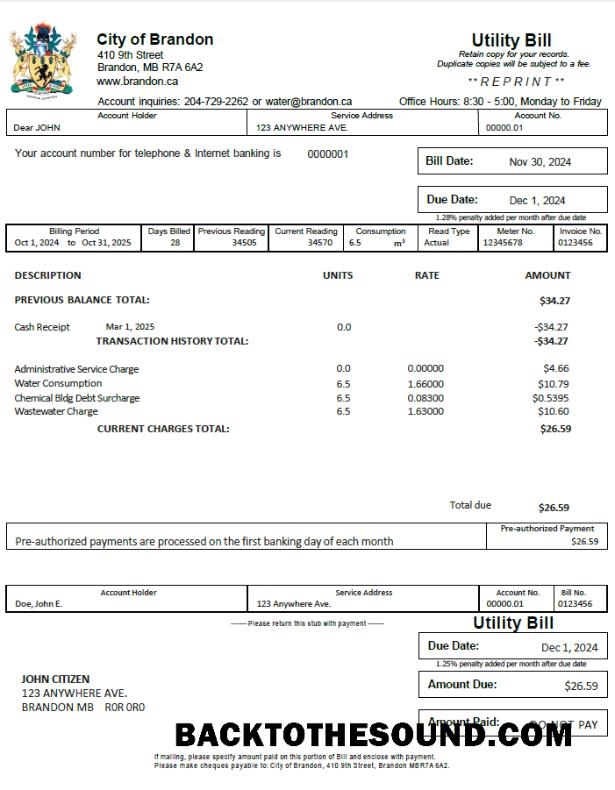 City of Brandon
410 9th Street
Brandon, MB R7A 6A2
www.brandon.ca
Utility Bill
Retain copy for your records.
Duplicate copies will be subject to a fee.
**REPRINT**
Account inquiries: 204-729-2262 or water@brandon.ca Office Hours: 8:30 - 5:00, Monday to Friday
Account Holder Service Address Account No.
Dear JOHN 123 ANYWHERE AVE. 00000.01
Your account number for telephone & Internet banking is 0000001
Bill Date: Nov 30, 2024
Due Date: Dec 1, 2024
1.28% penalty added per month after due date
Billing Period Days Billed Previous Reading Current Reading Consumption Read Type Meter No. Invoice No.
Oct 1, 2024 to Oct 31, 2025 28 34505 34570 6.5 m³ Actual 12345678 0123456
DESCRIPTION UNITS RATE AMOUNT
PREVIOUS BALANCE TOTAL: $34.27
Cash Receipt Mar 1, 2025 0.0 -$34.27
TRANSACTION HISTORY TOTAL: -$34.27
Administrative Service Charge 0.0 0.00000 $4.66
Water Consumption 6.5 1.66000 $10.79
Chemical Bldg Debt Surcharge 6.5 0.08300 $0.5395
Wastewater Charge 6.5 1.63000 $10.60
CURRENT CHARGES TOTAL: $26.59
Total due $26.59
Pre-authorized Payment
Pre-authorized payments are processed on the first banking day of each month $26.59
Account Holder Service Address Account No. Bill No.
Doe, John E. 123 Anywhere Ave. 00000.01 0123456
------ Please return this stub with payment ------
Utility Bill
Due Date: Dec 1, 2024
1.25% penalty added per month after due date
Amount Due: $26.59
JOHN CITIZEN
123 ANYWHERE AVE.
BRANDON MB R0R 0R0
Amount Paid: DO NOT PAY
BACKTOTHESOUND.COM
If mailing, please specify amount paid on this portion of Bill and enclose with payment.
Please make cheques payable to: City of Brandon, 410 9th Street, Brandon MB R7A 6A2.